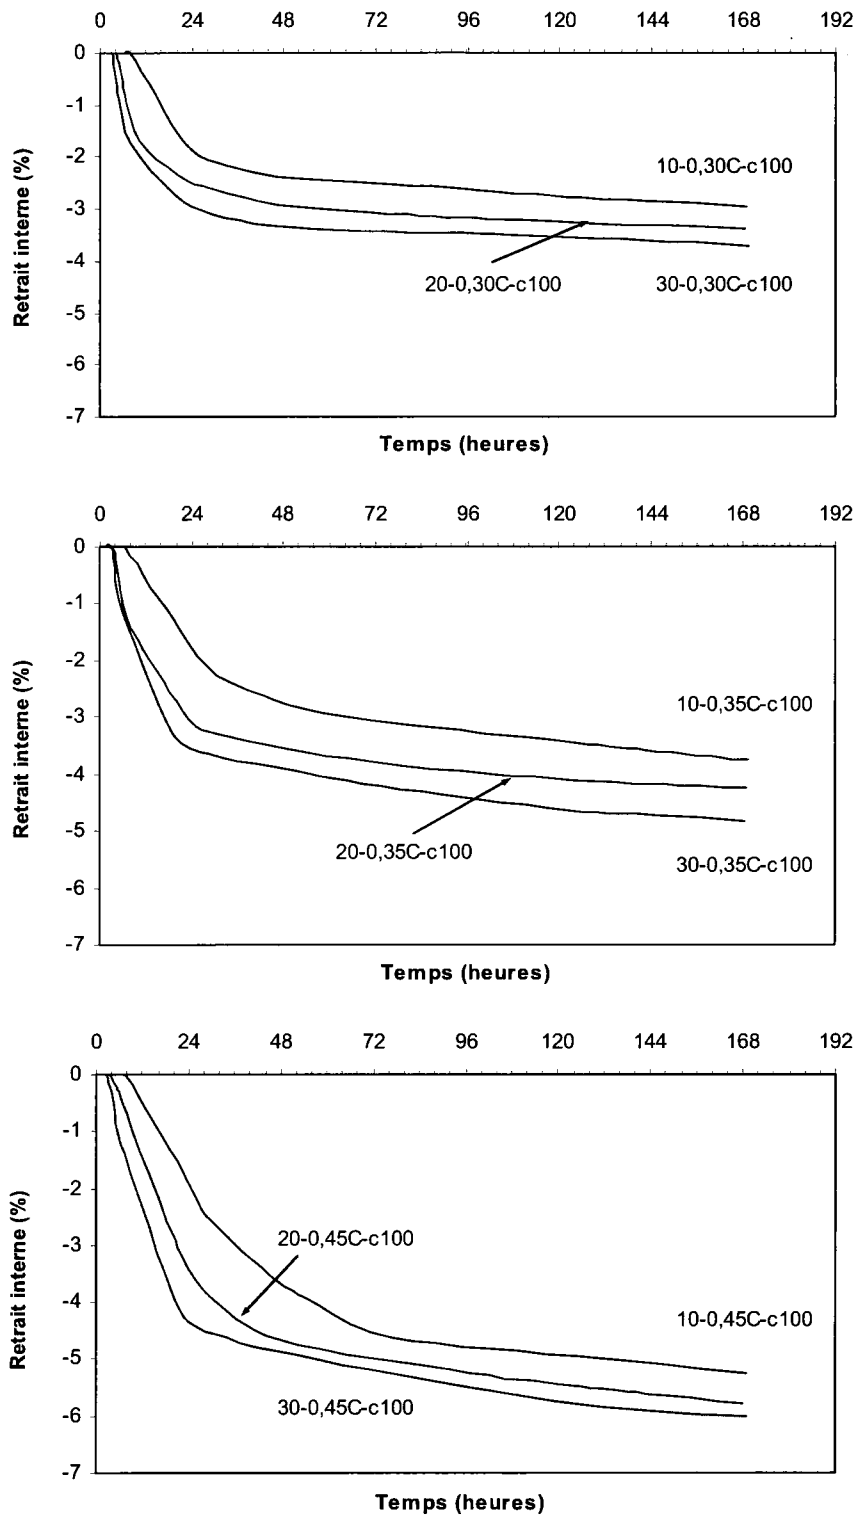 0 24 48 72 96 120 144 168 192
0
-1
-2
-3
-4
-5
-6
-7
Retrait interne (%)
10-0,30C-c100
20-0,30C-c100
30-0,30C-c100
Temps (heures)
0 24 48 72 96 120 144 168 192
0
-1
-2
-3
-4
-5
-6
-7
Retrait interne (%)
10-0,35C-c100
20-0,35C-c100
30-0,35C-c100
Temps (heures)
0 24 48 72 96 120 144 168 192
0
-1
-2
-3
-4
-5
-6
-7
Retrait interne (%)
20-0,45C-c100
10-0,45C-c100
30-0,45C-c100
Temps (heures)